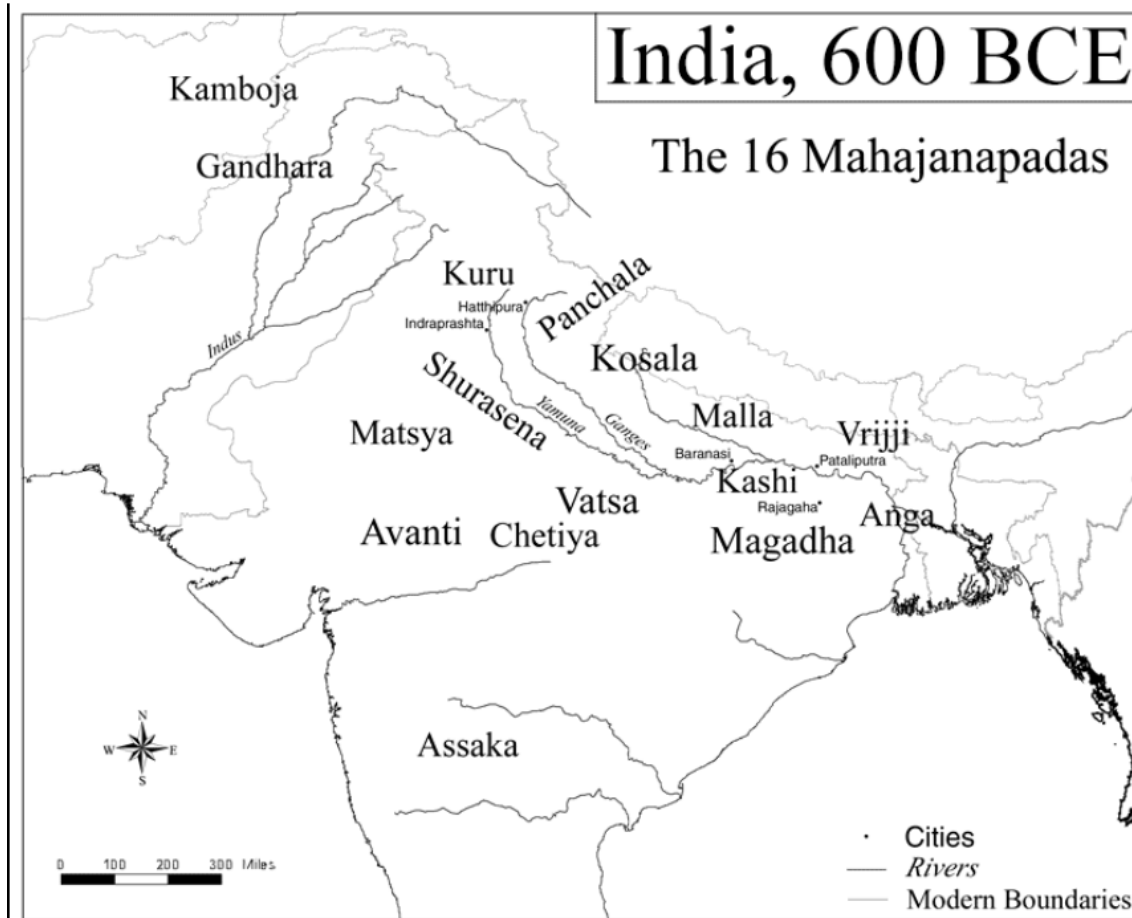 India, 600 BCE
The 16 Mahajanapadas
Kamboja
Gandhara
Kuru
Hatthipura
Indraprashta
Panchala
Indus
Kosala
Shurasena
Yamuna
Ganges
Matsya
Malla
Vrijji
Baranasi
Pataliputra
Kashi
Rajagaha
Vatsa
Anga
Avanti
Chetiya
Magadha
Assaka
N
W E
S
0 100 200 300 Miles
Cities
Rivers
Modern Boundaries